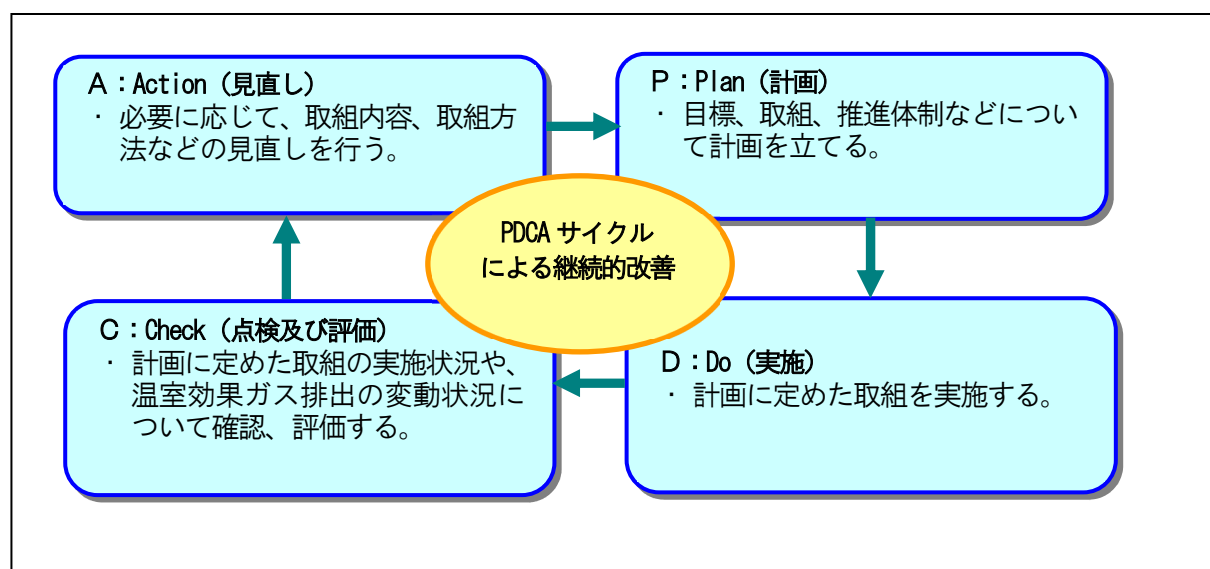 A：Action（見直し）
・ 必要に応じて、取組内容、取組方
法などの見直しを行う。
P：Plan（計画）
・ 目標、取組、推進体制などについ
て計画を立てる。
PDCA サイクル
による継続的改善
C：Check（点検及び評価）
・ 計画に定めた取組の実施状況や、
温室効果ガス排出の変動状況に
ついて確認、評価する。
D：Do（実施）
・ 計画に定めた取組を実施する。